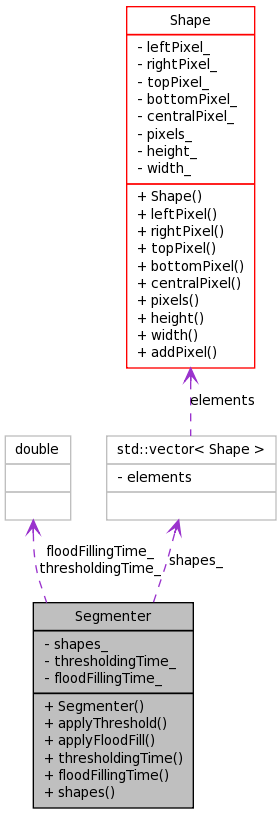 Shape
- leftPixel_
- rightPixel_
- topPixel_
- bottomPixel_
- centralPixel_
- pixels_
- height_
- width_
+ Shape()
+ leftPixel()
+ rightPixel()
+ topPixel()
+ bottomPixel()
+ centralPixel()
+ pixels()
+ height()
+ width()
+ addPixel()
elements
double
std::vector< Shape >
- elements
floodFillingTime_
thresholdingTime_
shapes_
Segmenter
- shapes_
- thresholdingTime_
- floodFillingTime_
+ Segmenter()
+ applyThreshold()
+ applyFloodFill()
+ thresholdingTime()
+ floodFillingTime()
+ shapes()